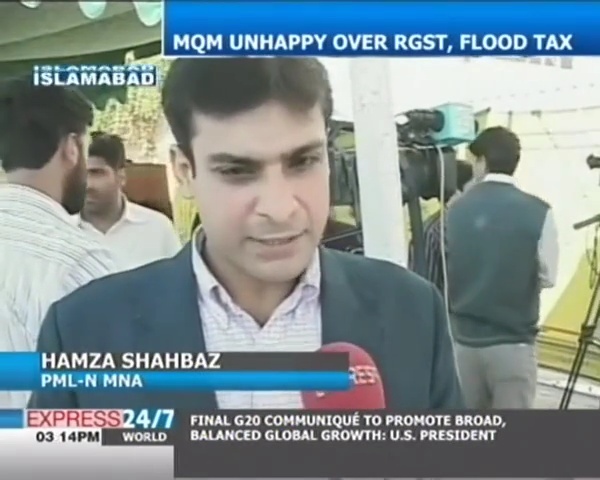 MQM UNHAPPY OVER RGST, FLOOD TAX
ISLAMABAD
HAMZA SHAHBAZ
PML-N MNA
EXPRESS 24/7
03:14PM WORLD
FINAL G20 COMMUNIQUÉ TO PROMOTE BROAD,
BALANCED GLOBAL GROWTH: U.S. PRESIDENT